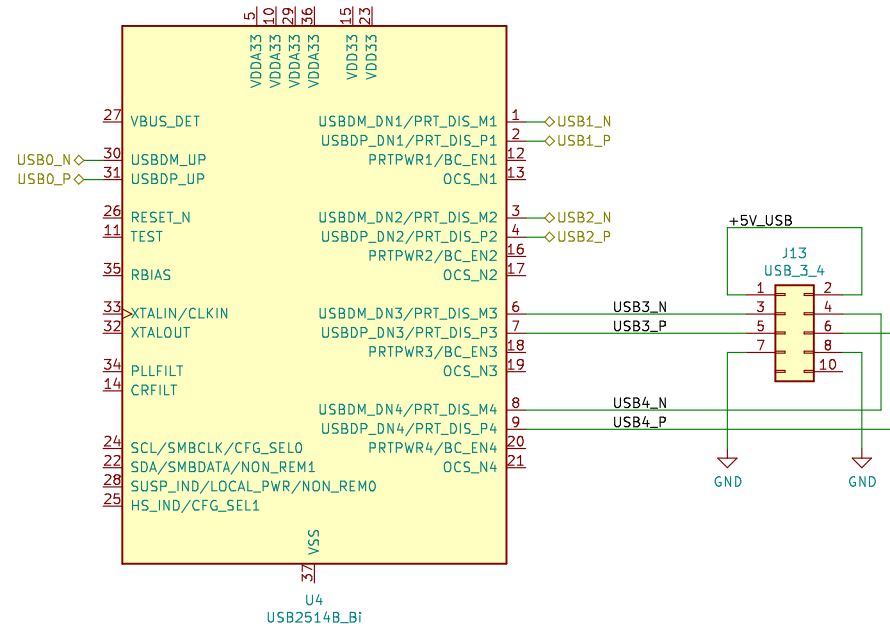 5 10 29 36 15 23
VDDA33 VDDA33 VDDA33 VDDA33 VDD33 VDD33
27 VBUS_DET USBDM_DN1/PRT_DIS_M1 1 USB1_N
USBDP_DN1/PRT_DIS_P1 2 USB1_P
USB0_N 30 USBDM_UP PRTPWR1/BC_EN1 12
USB0_P 31 USBDP_UP OCS_N1 13
26 RESET_N USBDM_DN2/PRT_DIS_M2 3 USB2_N
+5V_USB
11 TEST USBDP_DN2/PRT_DIS_P2 4 USB2_P
PRTPWR2/BC_EN2 16
J13
35 RBIAS OCS_N2 17
USB_3_4
1 2
33 XTALIN/CLKIN USBDM_DN3/PRT_DIS_M3 6 USB3_N 3 4
32 XTALOUT USBDP_DN3/PRT_DIS_P3 7 USB3_P 5 6
PRTPWR3/BC_EN3 18 7 8
34 PLLFILT OCS_N3 19 10
14 CRFILT
USBDM_DN4/PRT_DIS_M4 8 USB4_N
USBDP_DN4/PRT_DIS_P4 9 USB4_P
24 SCL/SMBCLK/CFG_SEL0 PRTPWR4/BC_EN4 20
22 SDA/SMBDATA/NON_REM1 OCS_N4 21
28 SUSP_IND/LOCAL_PWR/NON_REM0
GND GND
25 HS_IND/CFG_SEL1
VSS
37
U4
USB2514B_Bi